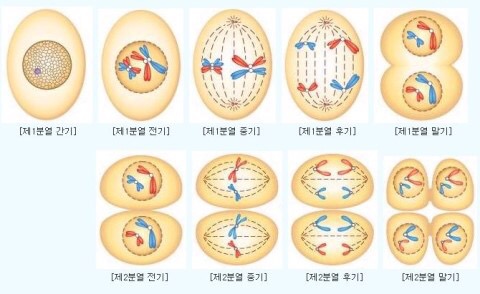 [제1분열 간기]
[제1분열 전기]
[제1분열 중기]
[제1분열 후기]
[제1분열 말기]
[제2분열 전기]
[제2분열 중기]
[제2분열 후기]
[제2분열 말기]